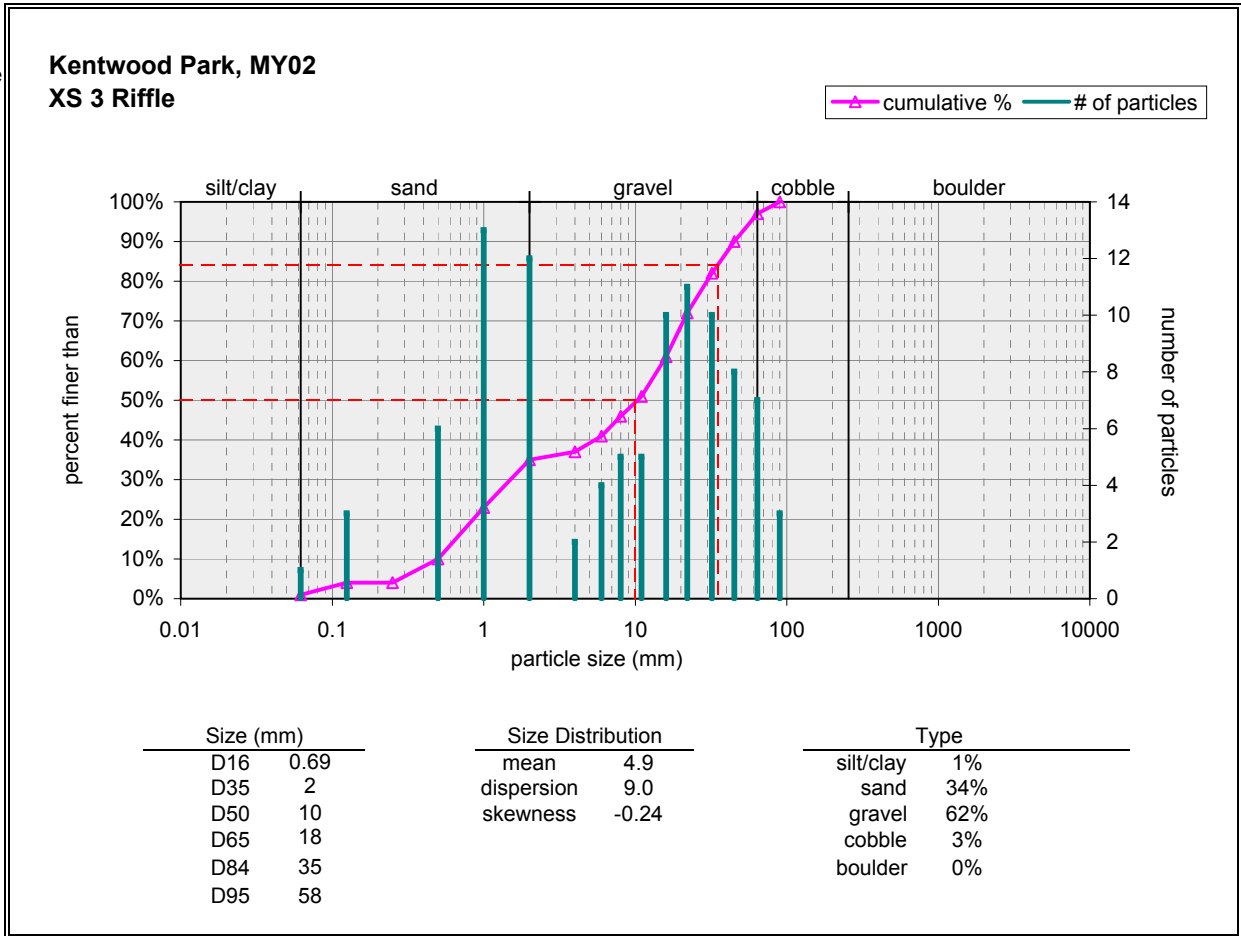 Kentwood Park, MY02
XS 3 Riffle
e
cumulative % # of particles
silt/clay sand gravel cobble boulder
100% 14
90%
80% 12
70% 10
60% 8
50%
40% 6
30% 4
20%
10% 2
0% 0
percent finer than
number of particles
0.01 0.1 1 10 100 1000 10000
particle size (mm)
Size (mm)
D16 0.69
D35 2
D50 10
D65 18
D84 35
D95 58
Size Distribution
mean 4.9
dispersion 9.0
skewness -0.24
Type
silt/clay 1%
sand 34%
gravel 62%
cobble 3%
boulder 0%